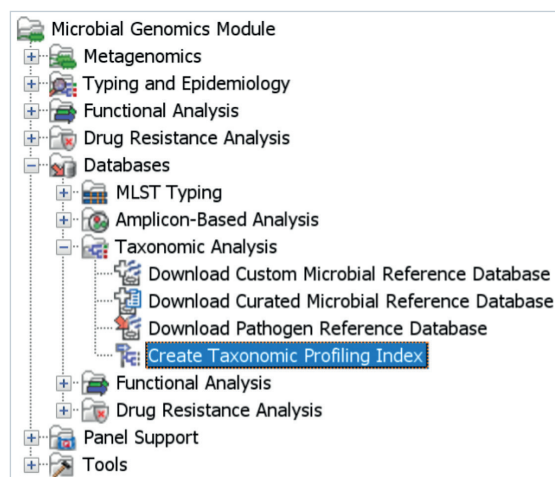 Microbial Genomics Module
Metagenomics
Typing and Epidemiology
Functional Analysis
Drug Resistance Analysis
Databases
MLST Typing
Amplicon-Based Analysis
Taxonomic Analysis
Download Custom Microbial Reference Database
Download Curated Microbial Reference Database
Download Pathogen Reference Database
Create Taxonomic Profiling Index
Functional Analysis
Drug Resistance Analysis
Panel Support
Tools